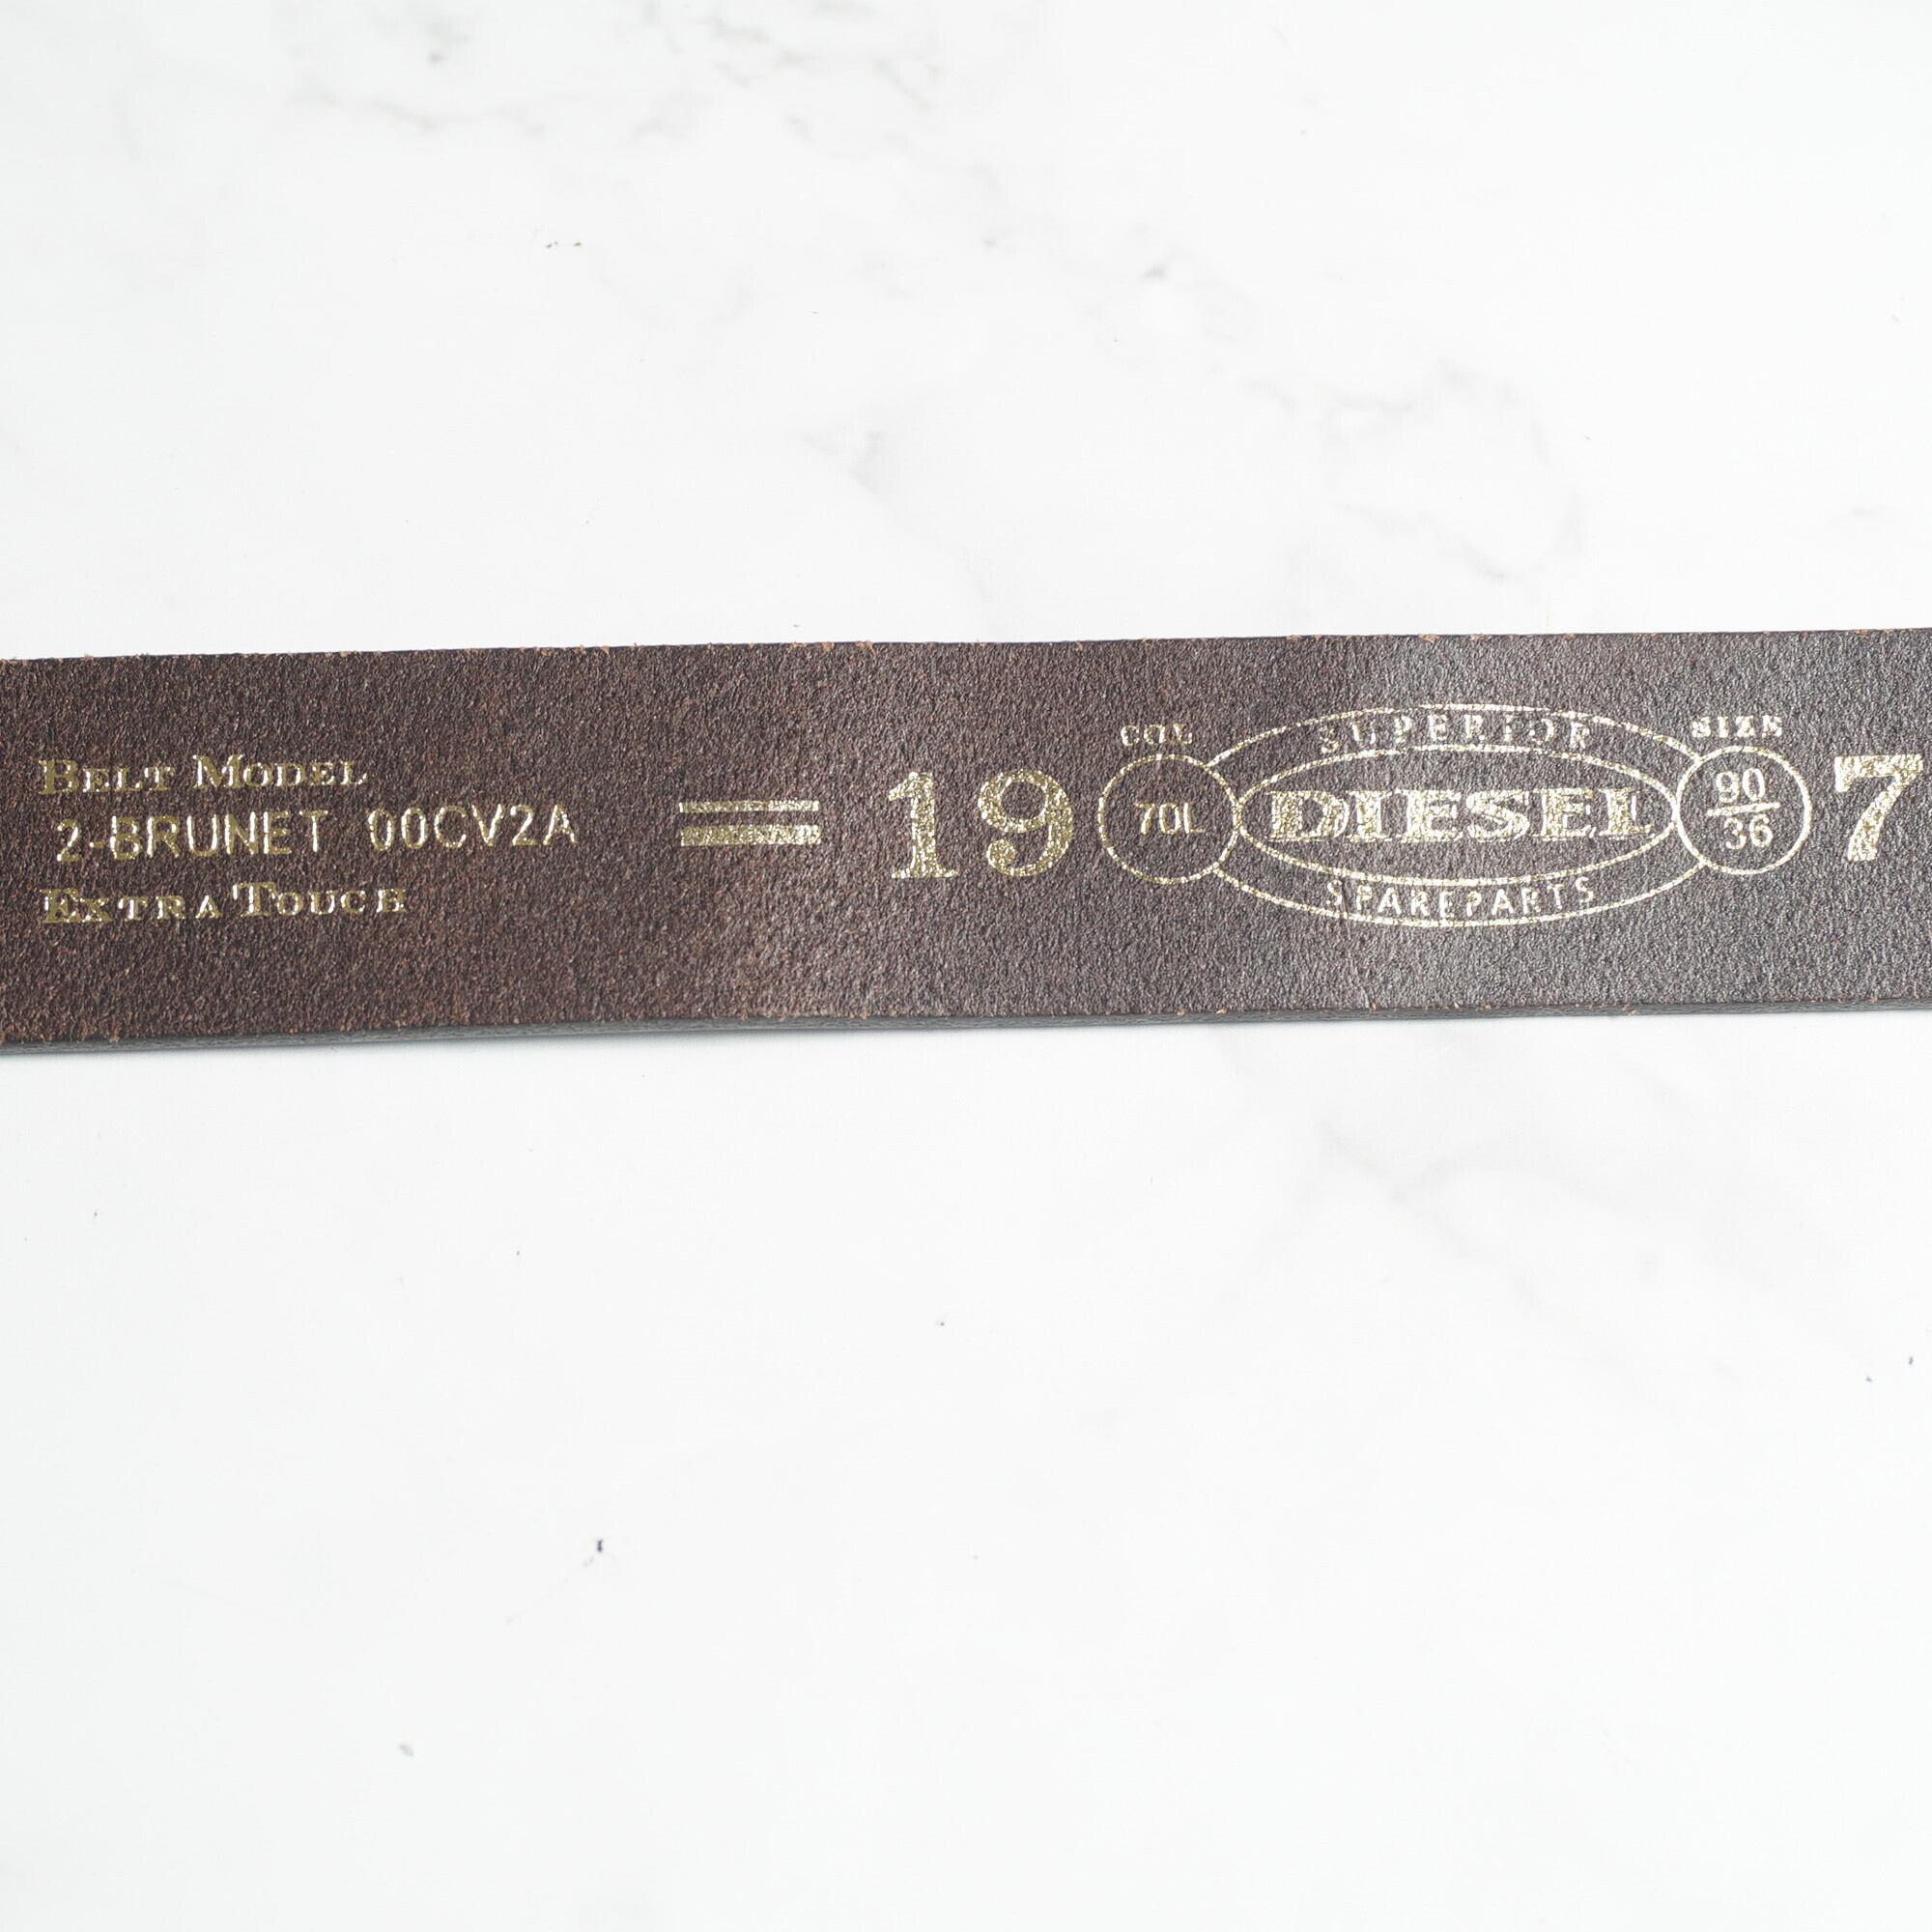 BELT MODEL
2-BRUNET 00CV2A
EXTRA TOUCH
19
COL
70L
SUPERIOR
DIESEL
SPAREPARTS
SIZE
90
36
7